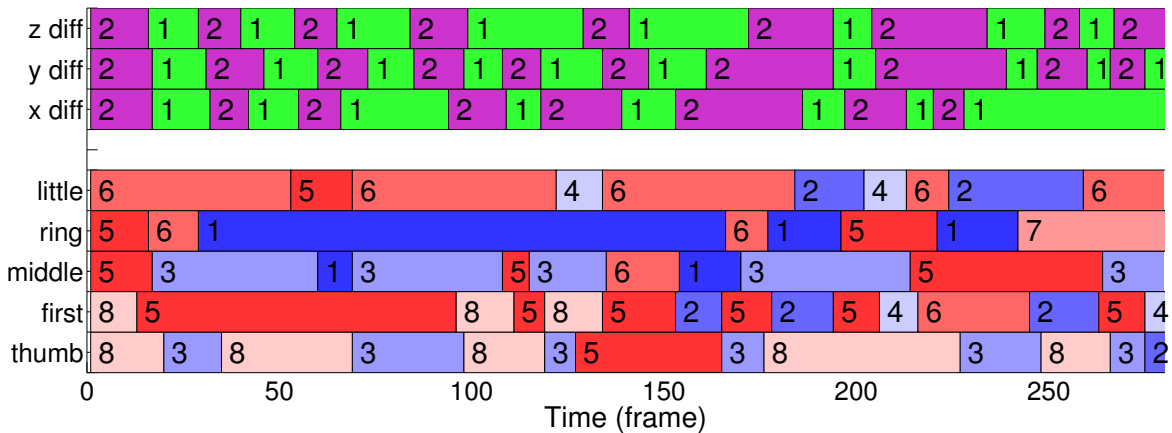 z diff 2 1 2 1 2 1 2 1 2 1 2 1 2 1 2 1 2
y diff 2 1 2 1 2 1 2 1 2 1 2 1 2 1 2 1 2 1 2 1
x diff 2 1 2 1 2 1 2 1 2 1 2 1 2 1 2 1
little 6 5 6 4 6 2 4 6 2 6
ring 5 6 1 6 1 5 1 7
middle 5 3 1 3 5 3 6 1 3 5 3
first 8 5 8 5 8 5 2 5 2 5 4 6 2 5 4
thumb 8 3 8 3 8 3 5 3 8 3 8 3 2
0 50 100 150 200 250
Time (frame)